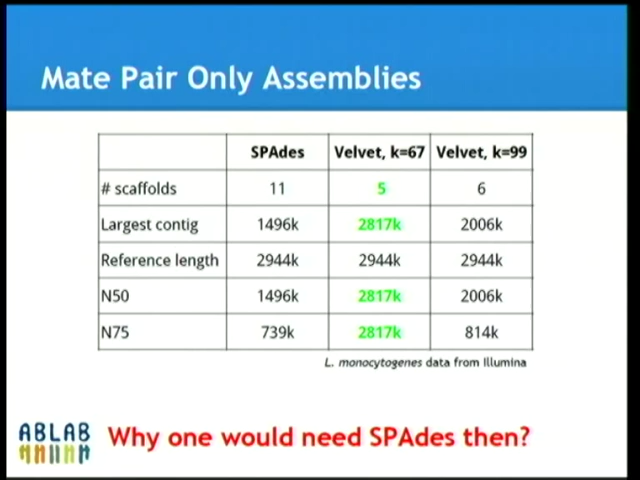 Mate Pair Only Assemblies
SPAdes Velvet, k=67 Velvet, k=99
# scaffolds 11 5 6
Largest contig 1496k 2817k 2006k
Reference length 2944k 2944k 2944k
N50 1496k 2817k 2006k
N75 739k 2817k 814k
L. monocytogenes data from Illumina
ABLAB
Why one would need SPAdes then?